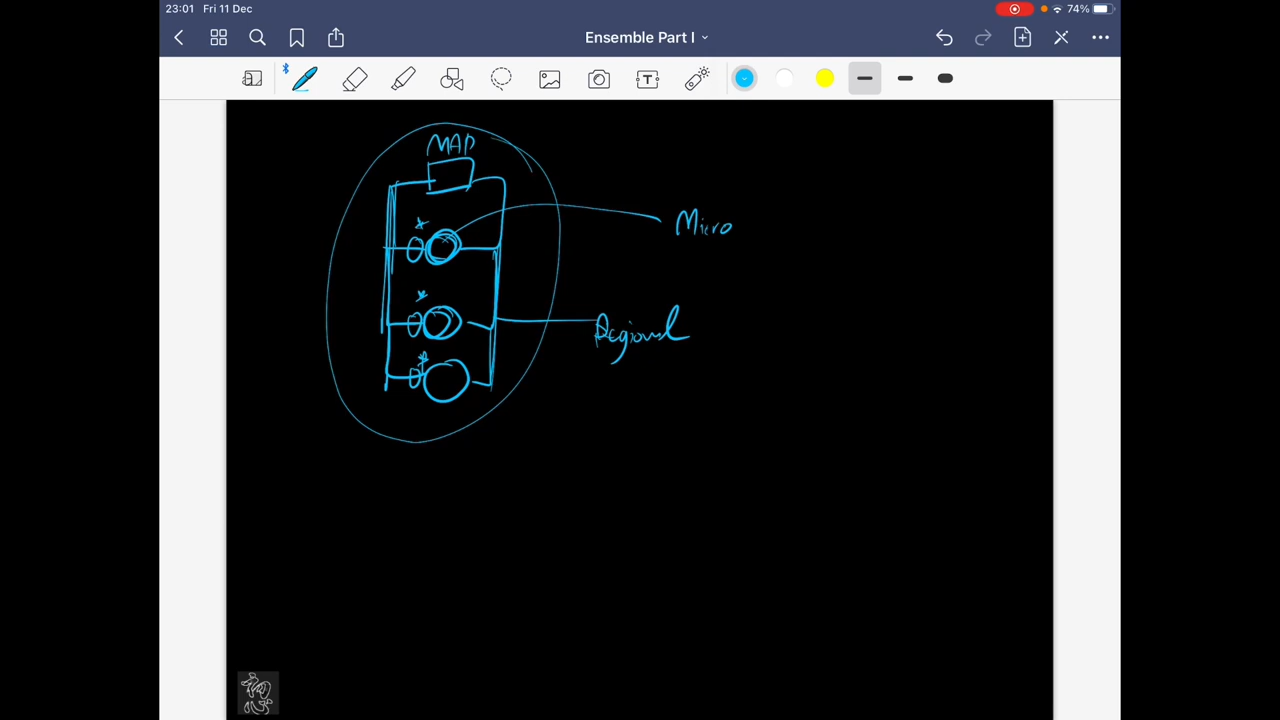 23:01 Fri 11 Dec
74%
Ensemble Part I
T
MAP
Micro
Regional